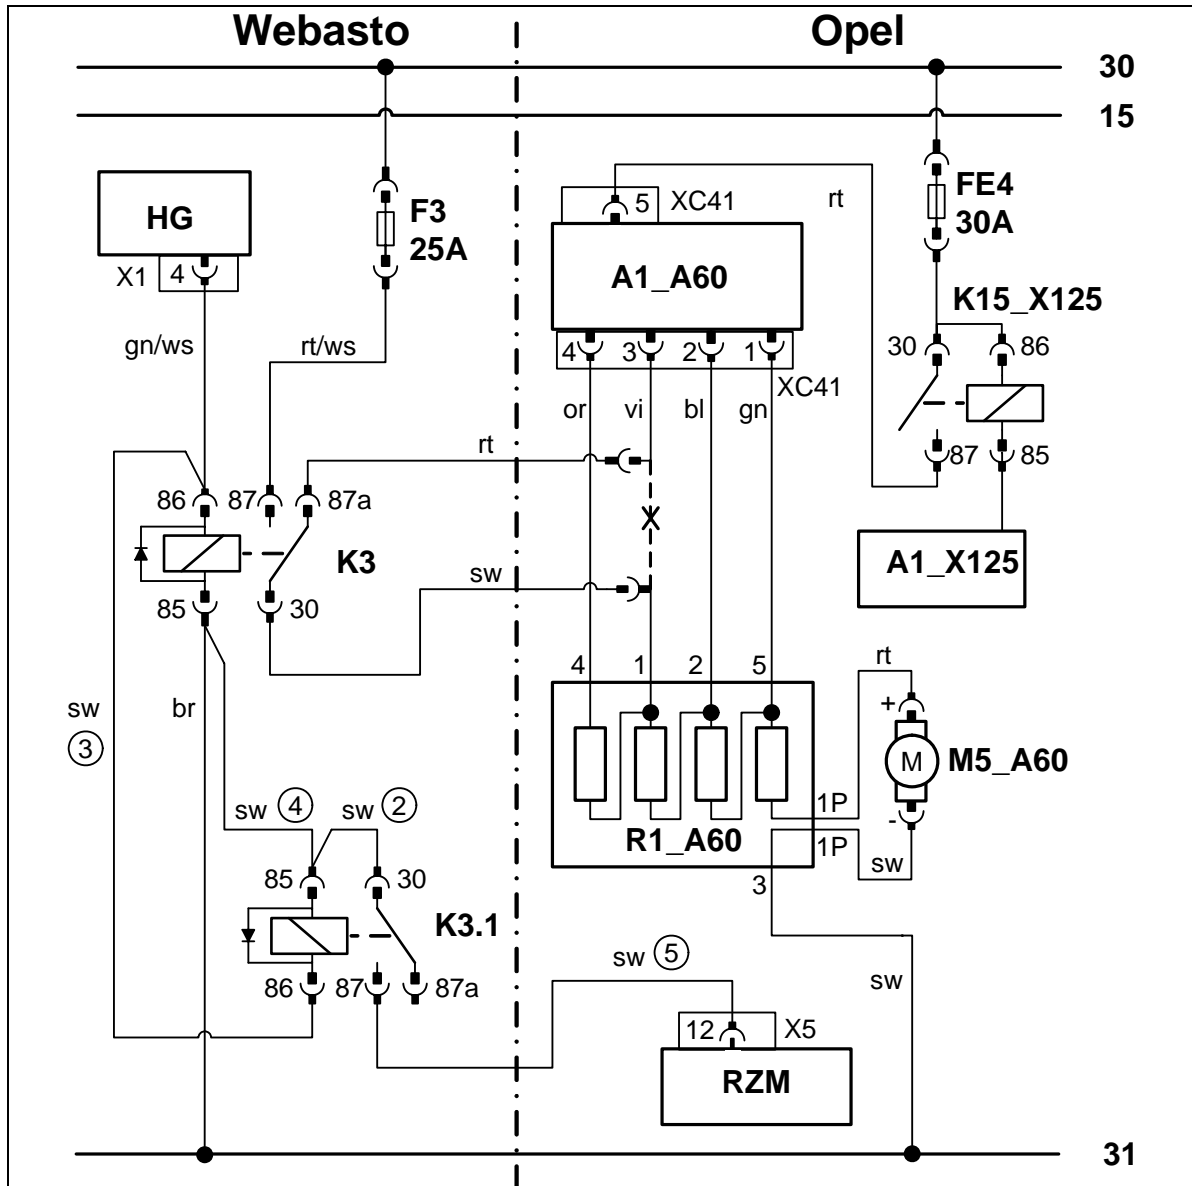 Webasto Opel
30
15
HG
X1 4
gn/ws
F3
25A
rt/ws
5 XC41
rt
A1_A60
4 3 2 1
XC41
or vi bl gn
FE4
30A
K15_X125
30 86
87 85
A1_X125
rt
86 87 87a
K3
sw
85 30
sw
3
br
4 1 2 5
R1_A60
1P
1P
3
rt
+
M
M5_A60
-
sw
sw 4 sw 2
85 30
K3.1
86 87 87a
sw 5
sw
12 X5
RZM
31